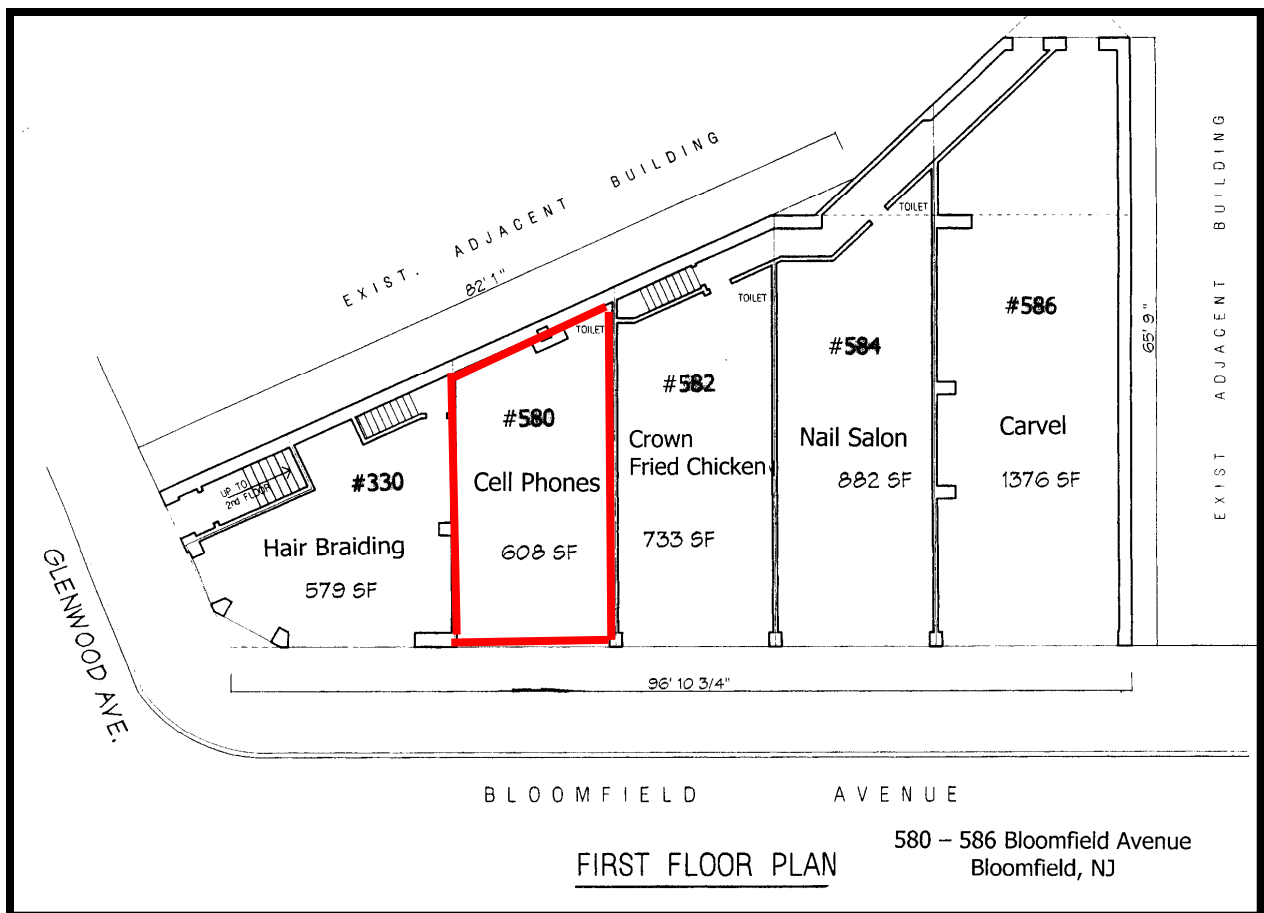 EXIST. ADJACENT BUILDING
82' 1"
EXIST ADJACENT BUILDING
65' 9"
TOILET
#586
Carvel
1376 SF
TOILET
#584
Nail Salon
882 SF
#582
Crown
Fried Chicken
733 SF
TOILET
#580
Cell Phones
608 SF
#330
Hair Braiding
579 SF
UP TO
2nd FLOOR
GLENWOOD AVE.
96' 10 3/4"
BLOOMFIELD AVENUE
FIRST FLOOR PLAN
580 – 586 Bloomfield Avenue
Bloomfield, NJ